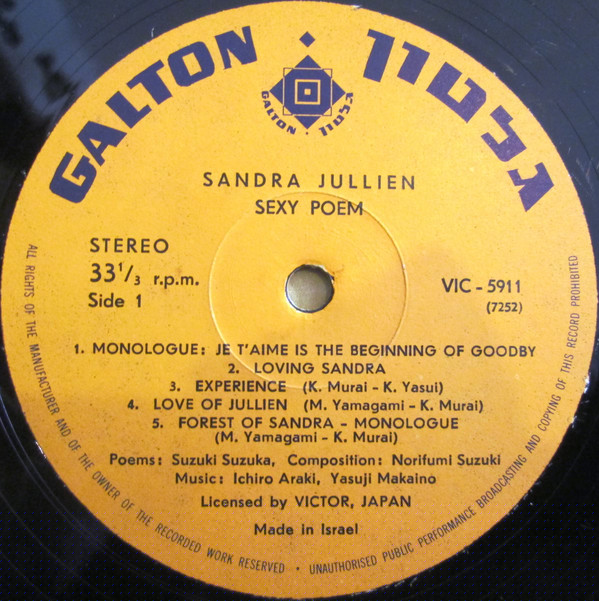 GALTON · גלטון
GALTON · גלטון
SANDRA JULLIEN
SEXY POEM
STEREO
33 1/3 r.p.m.
Side 1
VIC - 5911
(7252)
1. MONOLOGUE: JE T'AIME IS THE BEGINNING OF GOODBY
2. LOVING SANDRA
3. EXPERIENCE (K. Murai - K. Yasui)
4. LOVE OF JULLIEN (M. Yamagami - K. Murai)
5. FOREST OF SANDRA - MONOLOGUE
(M. Yamagami - K. Murai)
Poems: Suzuki Suzuka, Composition: Norifumi Suzuki
Music: Ichiro Araki, Yasuji Makaino
Licensed by VICTOR, JAPAN
Made in Israel
ALL RIGHTS OF THE MANUFACTURER AND OF THE OWNER OF THE RECORDED WORK RESERVED · UNAUTHORISED PUBLIC PERFORMANCE BROADCASTING AND COPYING OF THIS RECORD PROHIBITED